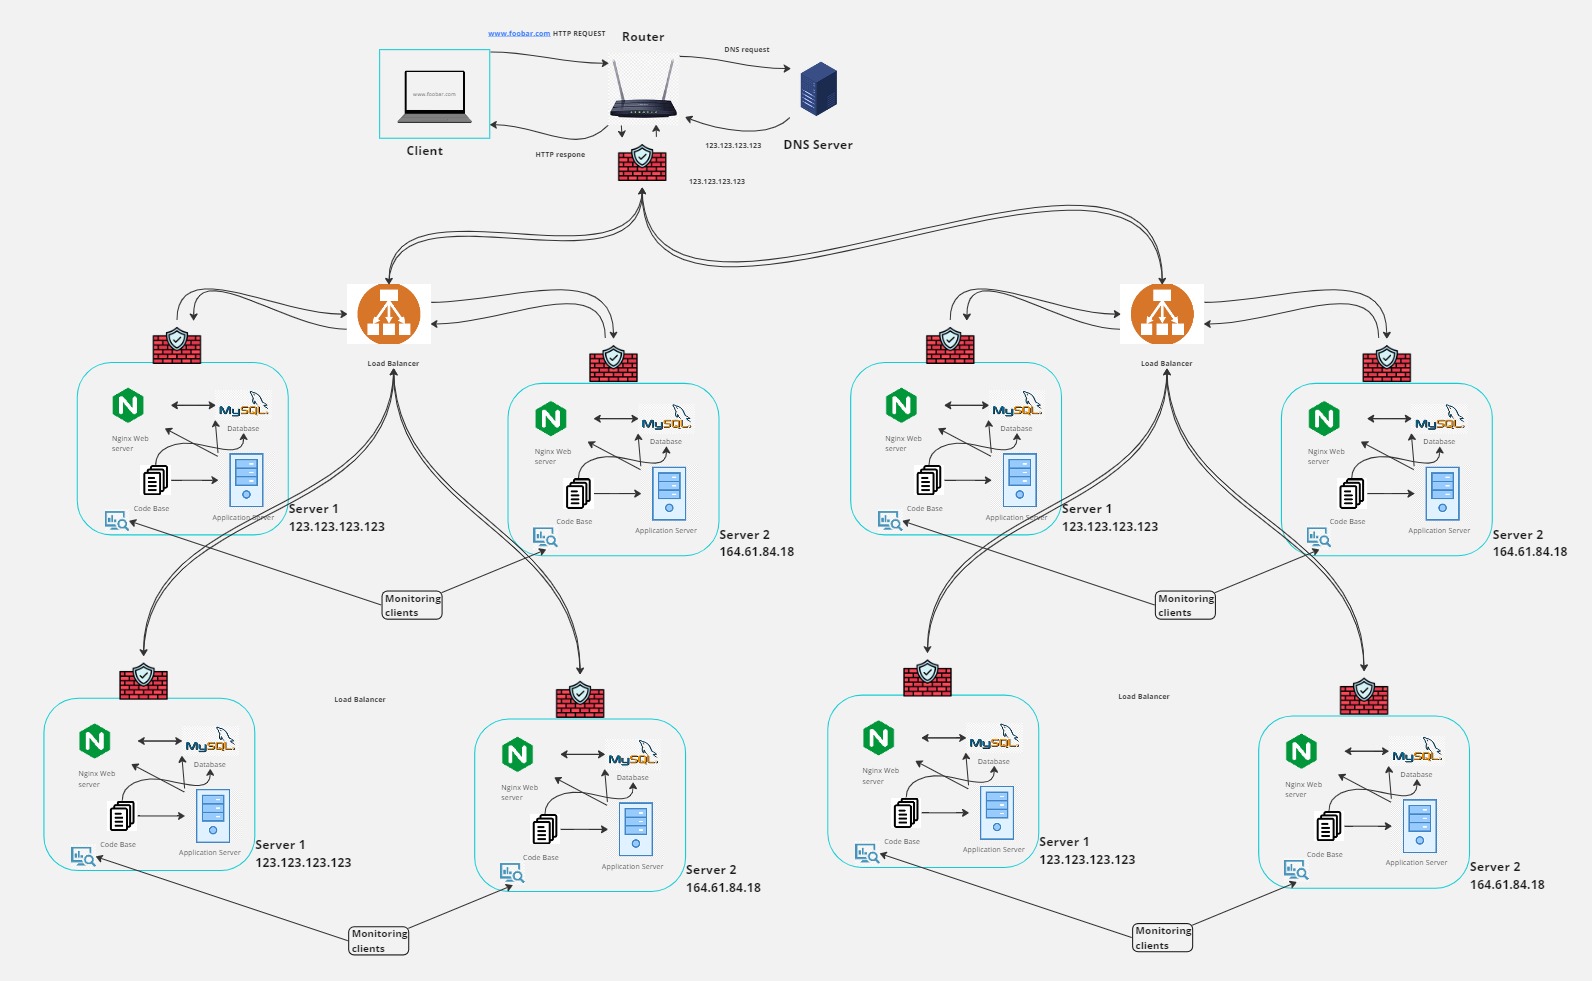 www.foobar.com HTTP REQUEST
Router
DNS request
www.foobar.com
Client
HTTP respone
123.123.123.123
DNS Server
123.123.123.123
Load Balancer
Load Balancer
MySQL.
Nginx Web
server
Database
Code Base
Application Server
Server 1
123.123.123.123
MySQL.
Nginx Web
server
Database
Code Base
Application Server
Server 2
164.61.84.18
Monitoring
clients
MySQL.
Nginx Web
server
Database
Code Base
Application Server
Server 1
123.123.123.123
MySQL.
Nginx Web
server
Database
Code Base
Application Server
Server 2
164.61.84.18
Monitoring
clients
Load Balancer
Load Balancer
MySQL.
Nginx Web
server
Database
Code Base
Application Server
Server 1
123.123.123.123
MySQL.
Nginx Web
server
Database
Code Base
Application Server
Server 2
164.61.84.18
Monitoring
clients
MySQL.
Nginx Web
server
Database
Code Base
Application Server
Server 1
123.123.123.123
MySQL.
Nginx Web
server
Database
Code Base
Application Server
Server 2
164.61.84.18
Monitoring
clients